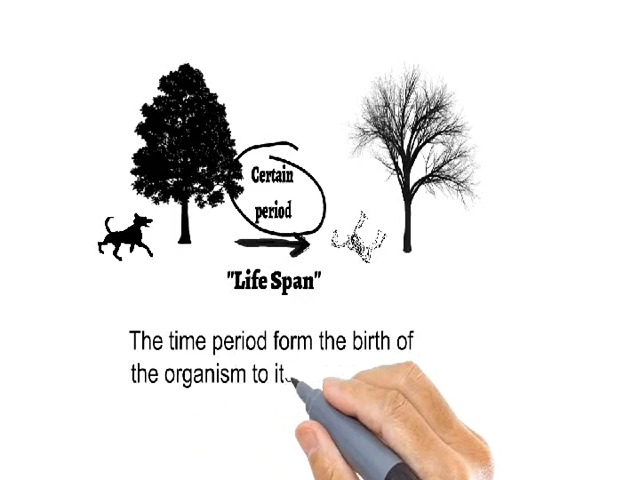 Certain
period
"Life Span"
The time period form the birth of
the organism to it